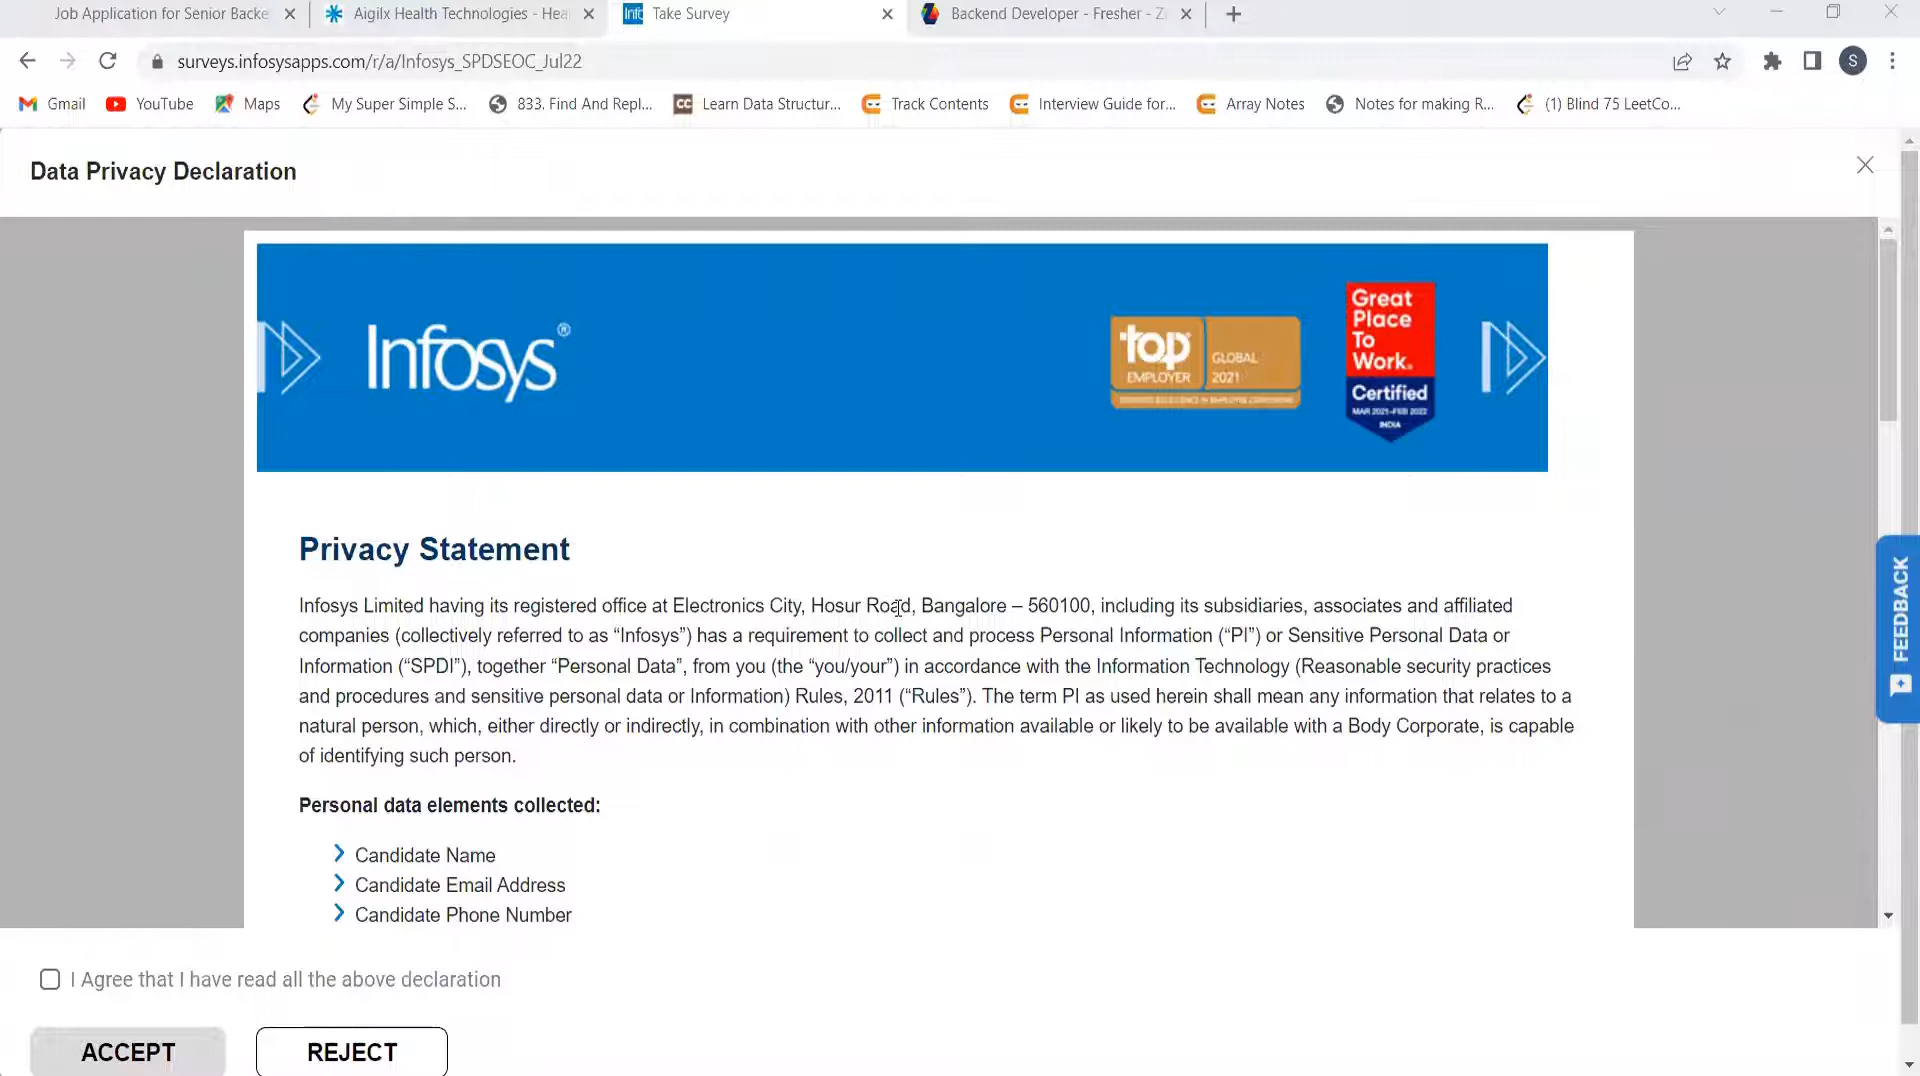 Job Application for Senior Backe
Aigilx Health Technologies - Hea
Take Survey
Backend Developer - Fresher - Z
surveys.infosysapps.com/r/a/Infosys_SPDSEOC_Jul22
S
Gmail
YouTube
Maps
My Super Simple S...
833. Find And Repl...
CC
Learn Data Structur...
Track Contents
Interview Guide for...
Array Notes
Notes for making R...
(1) Blind 75 LeetCo...
Data Privacy Declaration
Infosys®
top
EMPLOYER
GLOBAL
2021
Great
Place
To
Work.
Certified
MAR 2021-FEB 2022
INDIA
Privacy Statement
Infosys Limited having its registered office at Electronics City, Hosur Road, Bangalore – 560100, including its subsidiaries, associates and affiliated
companies (collectively referred to as “Infosys”) has a requirement to collect and process Personal Information (“PI”) or Sensitive Personal Data or
Information (“SPDI”), together “Personal Data”, from you (the “you/your”) in accordance with the Information Technology (Reasonable security practices
and procedures and sensitive personal data or Information) Rules, 2011 (“Rules”). The term PI as used herein shall mean any information that relates to a
natural person, which, either directly or indirectly, in combination with other information available or likely to be available with a Body Corporate, is capable
of identifying such person.
Personal data elements collected:
Candidate Name
Candidate Email Address
Candidate Phone Number
FEEDBACK
I Agree that I have read all the above declaration
ACCEPT
REJECT